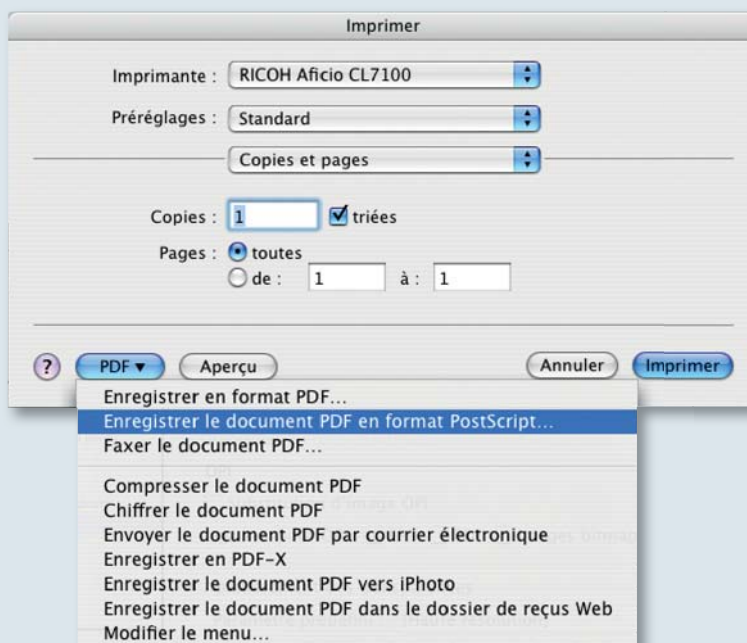 Imprimer
Imprimante : RICOH Aficio CL7100
Préréglages : Standard
Copies et pages
Copies : 1 triées
Pages : toutes
de : 1 à : 1
? PDF ▼ Aperçu Annuler Imprimer
Enregistrer en format PDF...
Enregistrer le document PDF en format PostScript...
Faxer le document PDF...
Compresser le document PDF
Chiffrer le document PDF
Envoyer le document PDF par courrier électronique
Enregistrer en PDF-X
Enregistrer le document PDF vers iPhoto
Enregistrer le document PDF dans le dossier de reçus Web
Modifier le menu...